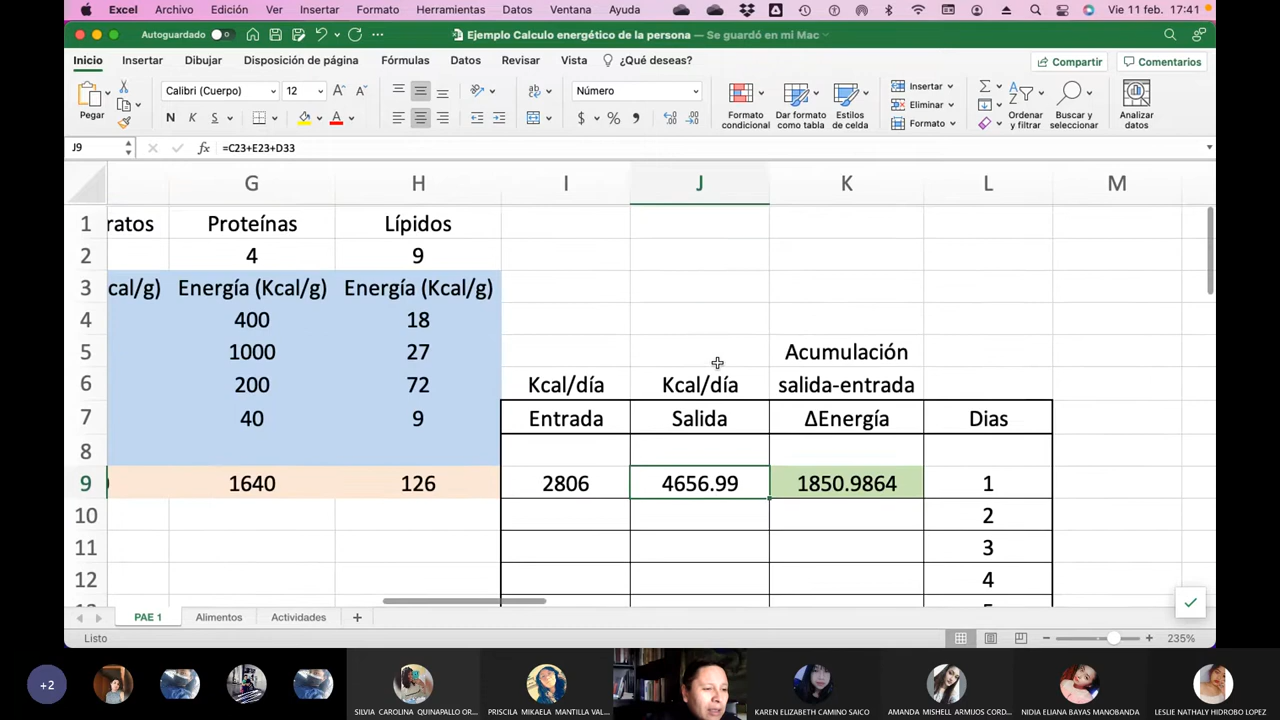 Excel Archivo Edición Ver Insertar Formato Herramientas Datos Ventana Ayuda Vie 11 feb. 17:41
Autoguardado Ejemplo Calculo energético de la persona — Se guardó en mi Mac
Inicio Insertar Dibujar Disposición de página Fórmulas Datos Revisar Vista ¿Qué deseas? Compartir Comentarios
Pegar Calibri (Cuerpo) 12 Número Formato condicional Dar formato como tabla Estilos de celda Insertar Eliminar Formato Ordenar y filtrar Buscar y seleccionar Analizar datos
J9 fx =C23+E23+D33
G H I J K L M
1 ratos Proteínas Lípidos
2 4 9
3 cal/g) Energía (Kcal/g) Energía (Kcal/g)
4 400 18
5 1000 27 Acumulación
6 200 72 Kcal/día Kcal/día salida-entrada
7 40 9 Entrada Salida ΔEnergía Dias
8
9 1640 126 2806 4656.99 1850.9864 1
10 2
11 3
12 4
PAE 1 Alimentos Actividades
Listo 235%
+2 SILVIA CAROLINA QUINAPALLO OR... PRISCILA MIKAELA MANTILLA VAL... KAREN ELIZABETH CAMINO SAICO AMANDA MISHELL ARMIJOS CORD... NIDIA ELIANA BAYAS MANOBANDA LESLIE NATHALY HIDROBO LOPEZ